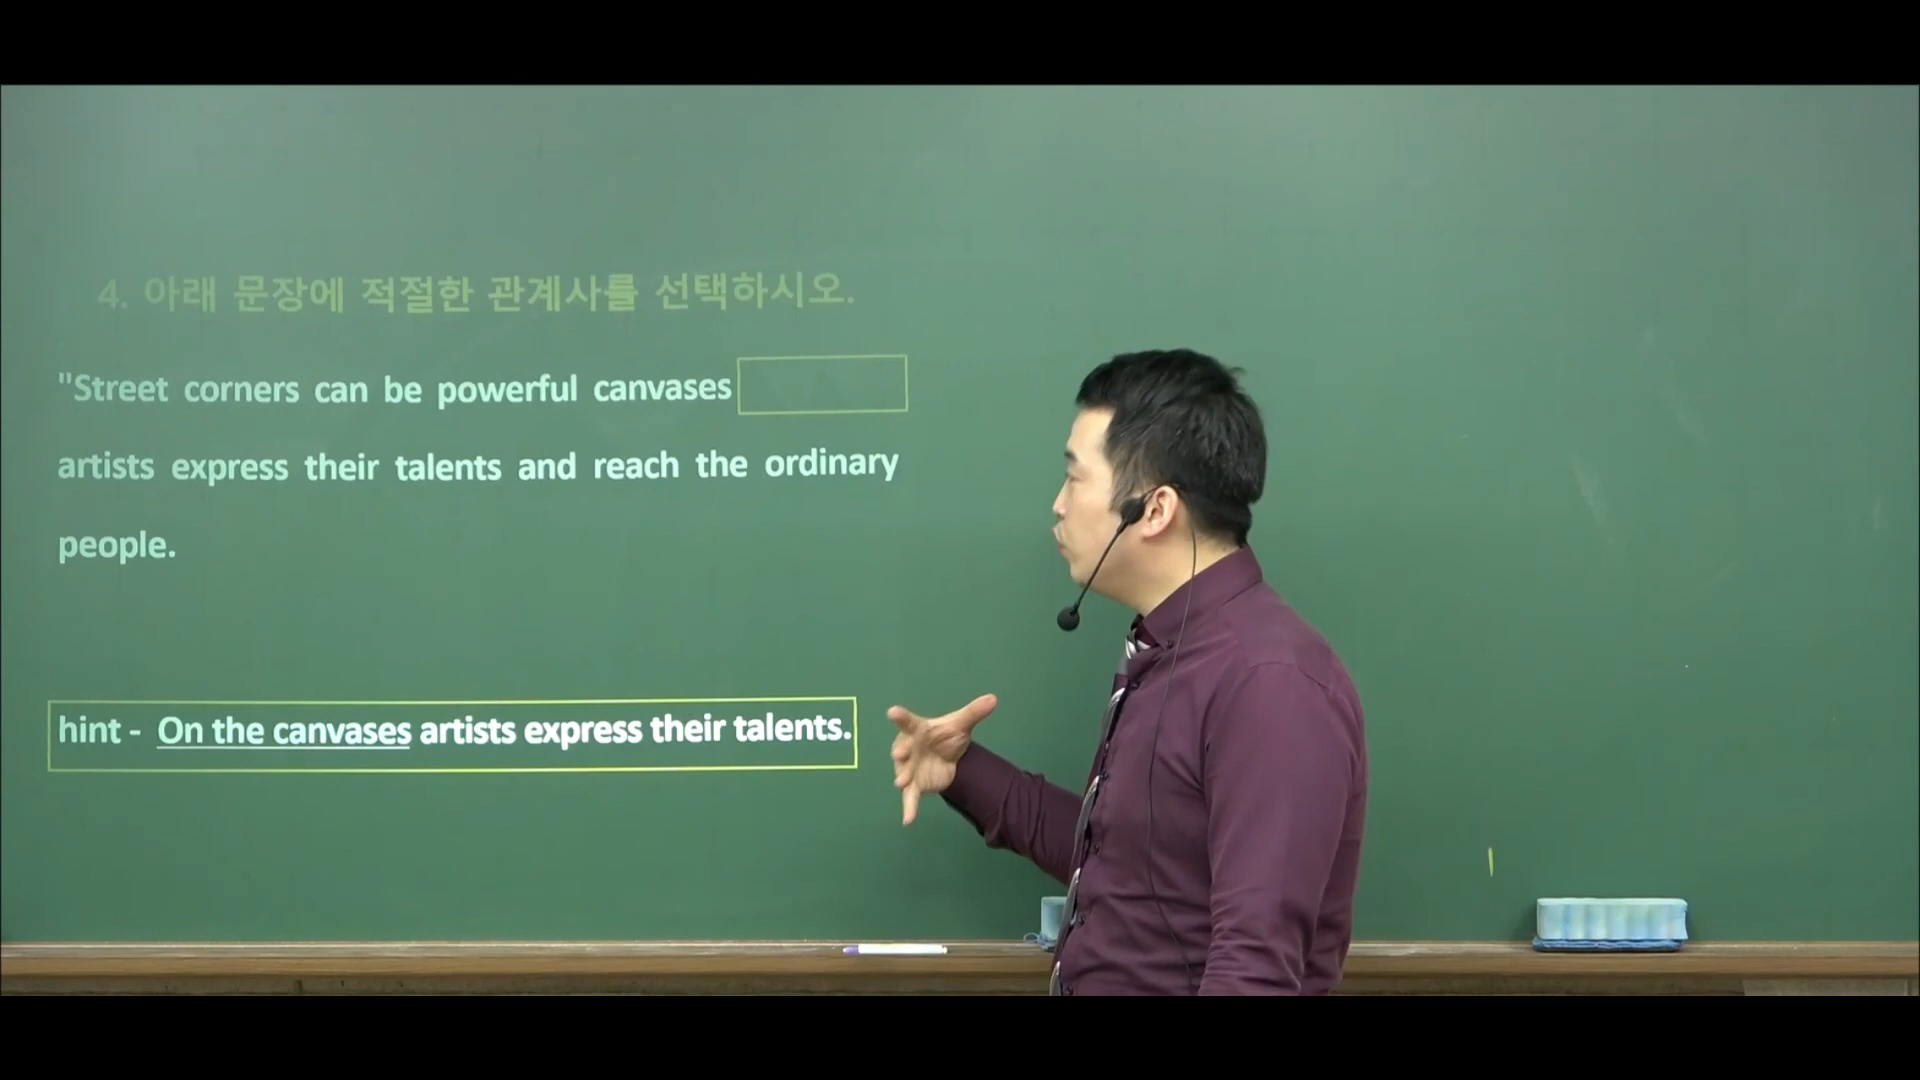 4. 아래 문장에 적절한 관계사를 선택하시오.
"Street corners can be powerful canvases
artists express their talents and reach the ordinary
people.
hint - On the canvases artists express their talents.